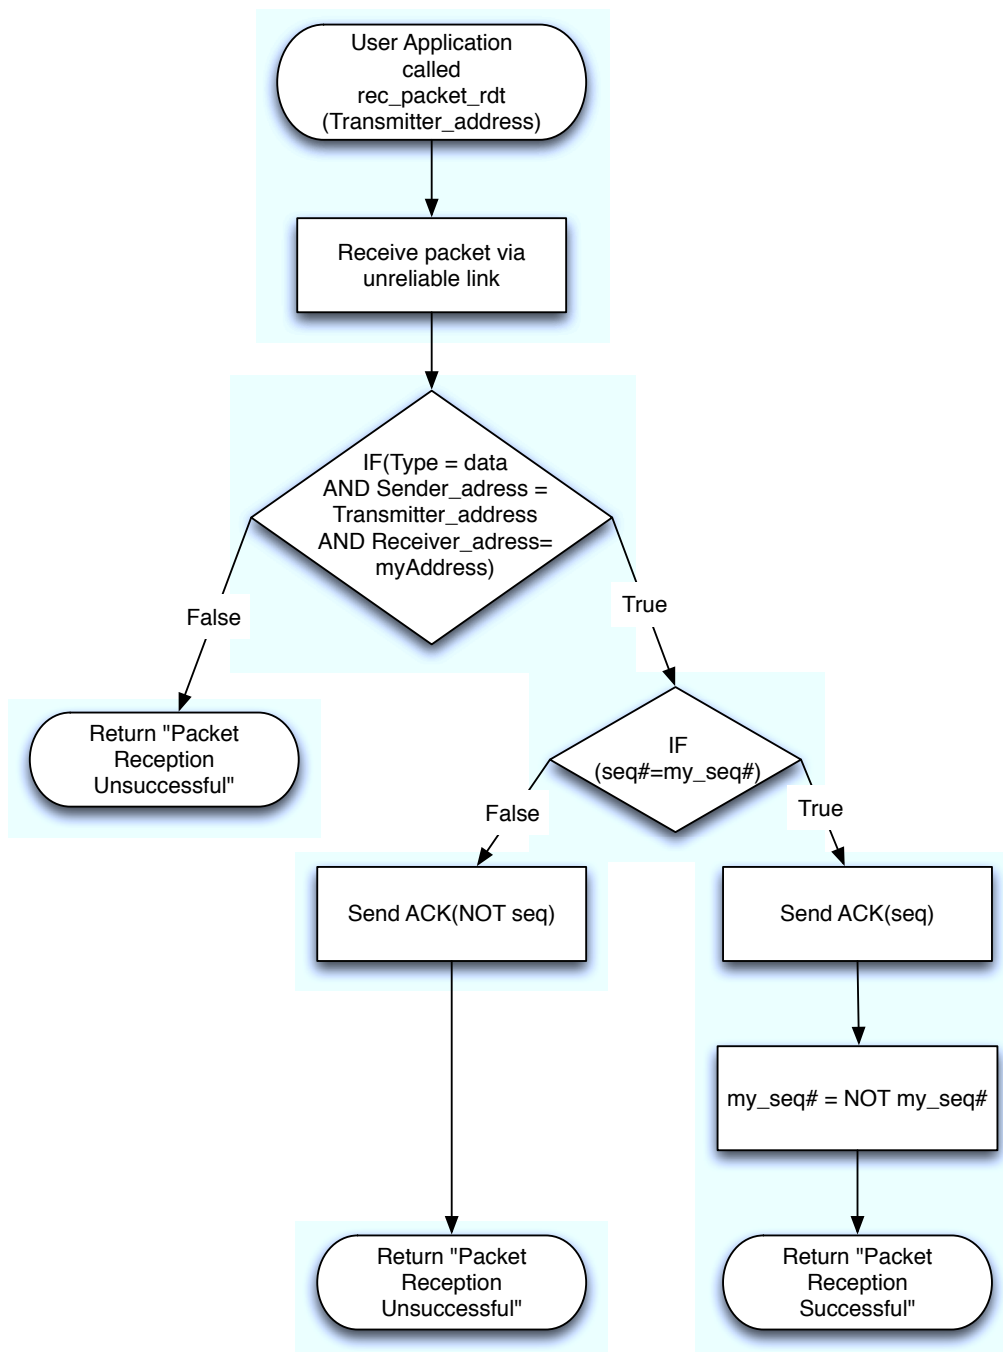 User Application
called
rec_packet_rdt
(Transmitter_address)
Receive packet via
unreliable link
IF(Type = data
AND Sender_adress =
Transmitter_address
AND Receiver_adress=
myAddress)
False
True
Return "Packet
Reception
Unsuccessful"
IF
(seq#=my_seq#)
False
True
Send ACK(NOT seq)
Send ACK(seq)
my_seq# = NOT my_seq#
Return "Packet
Reception
Unsuccessful"
Return "Packet
Reception
Successful"